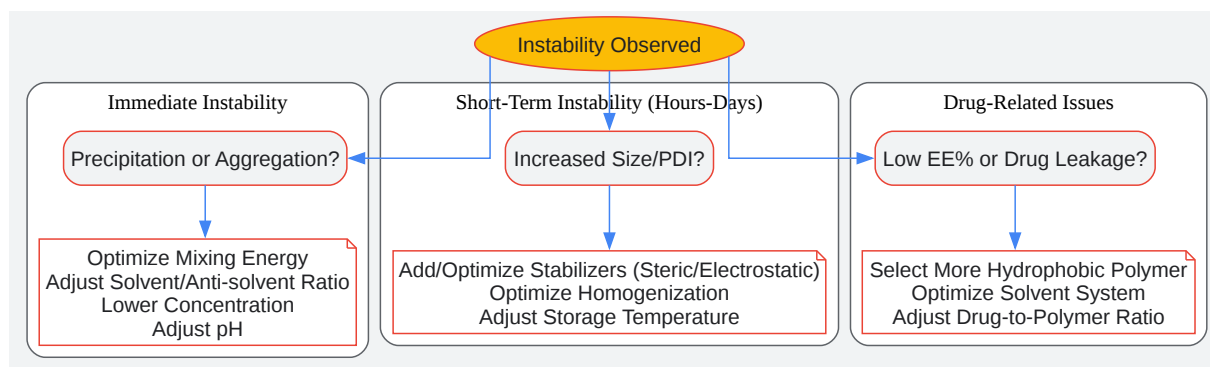 Instability Observed
Immediate Instability
Precipitation or Aggregation?
Optimize Mixing Energy
Adjust Solvent/Anti-solvent Ratio
Lower Concentration
Adjust pH
Short-Term Instability (Hours-Days)
Increased Size/PDI?
Add/Optimize Stabilizers (Steric/Electrostatic)
Optimize Homogenization
Adjust Storage Temperature
Drug-Related Issues
Low EE% or Drug Leakage?
Select More Hydrophobic Polymer
Optimize Solvent System
Adjust Drug-to-Polymer Ratio